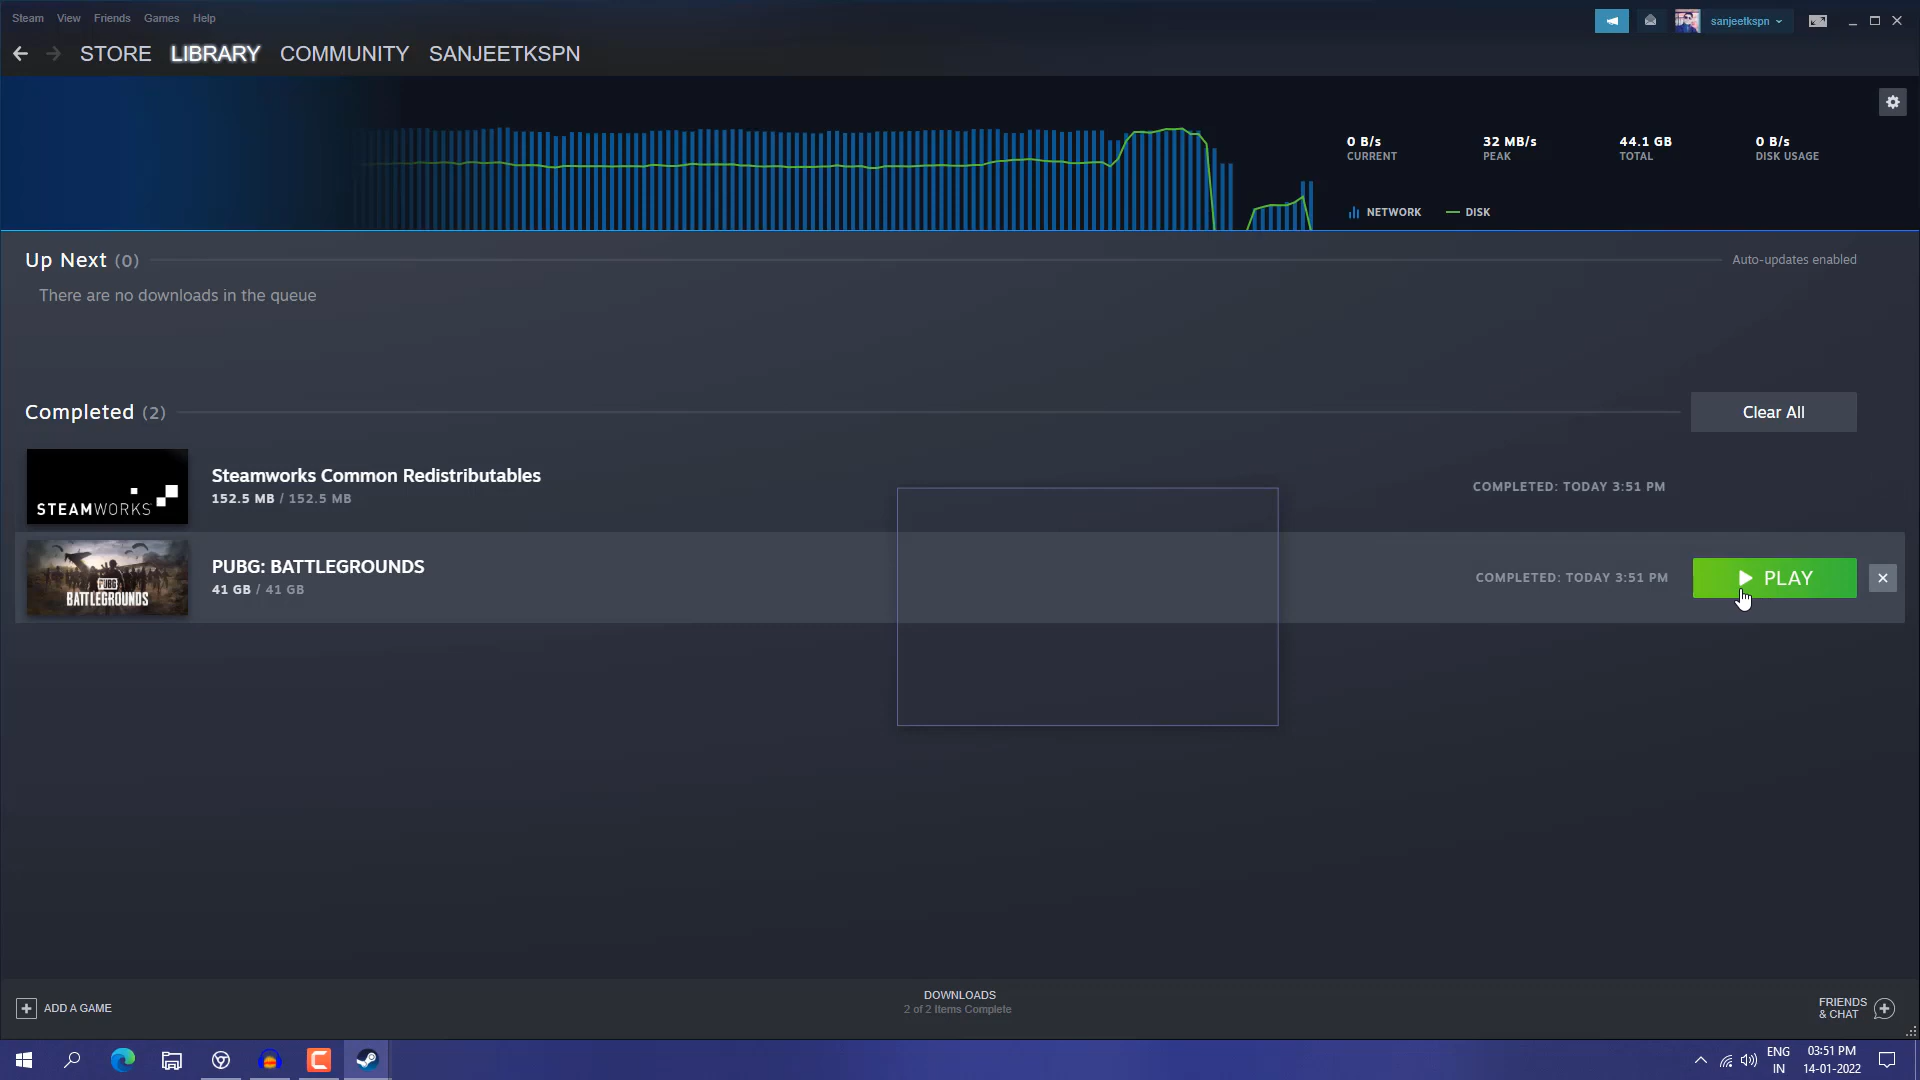 Steam View Friends Games Help
sanjeetkspn
STORE LIBRARY COMMUNITY SANJEETKSPN
0 B/s 32 MB/s 44.1 GB 0 B/s
CURRENT PEAK TOTAL DISK USAGE
NETWORK DISK
Up Next (0) Auto-updates enabled
There are no downloads in the queue
Completed (2) Clear All
STEAMWORKS
Steamworks Common Redistributables
152.5 MB / 152.5 MB
COMPLETED: TODAY 3:51 PM
PUBG
BATTLEGROUNDS
PUBG: BATTLEGROUNDS
41 GB / 41 GB
COMPLETED: TODAY 3:51 PM PLAY
ADD A GAME
DOWNLOADS
2 of 2 Items Complete
FRIENDS
& CHAT
ENG
IN
03:51 PM
14-01-2022